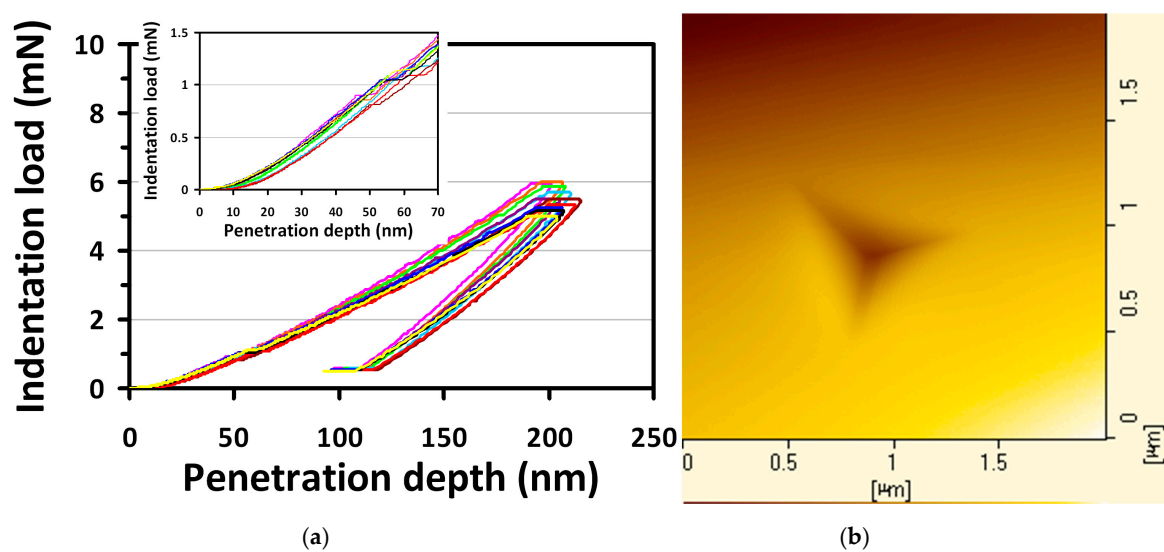 Indentation load (mN)
10
8
6
4
2
0
0 50 100 150 200 250
Penetration depth (nm)
Indentation load (mN)
1.5
1
0.5
0
0 10 20 30 40 50 60 70
Penetration depth (nm)
(a)
1.5
1
0.5
0
[µm]
0 0.5 1 1.5
[µm]
(b)